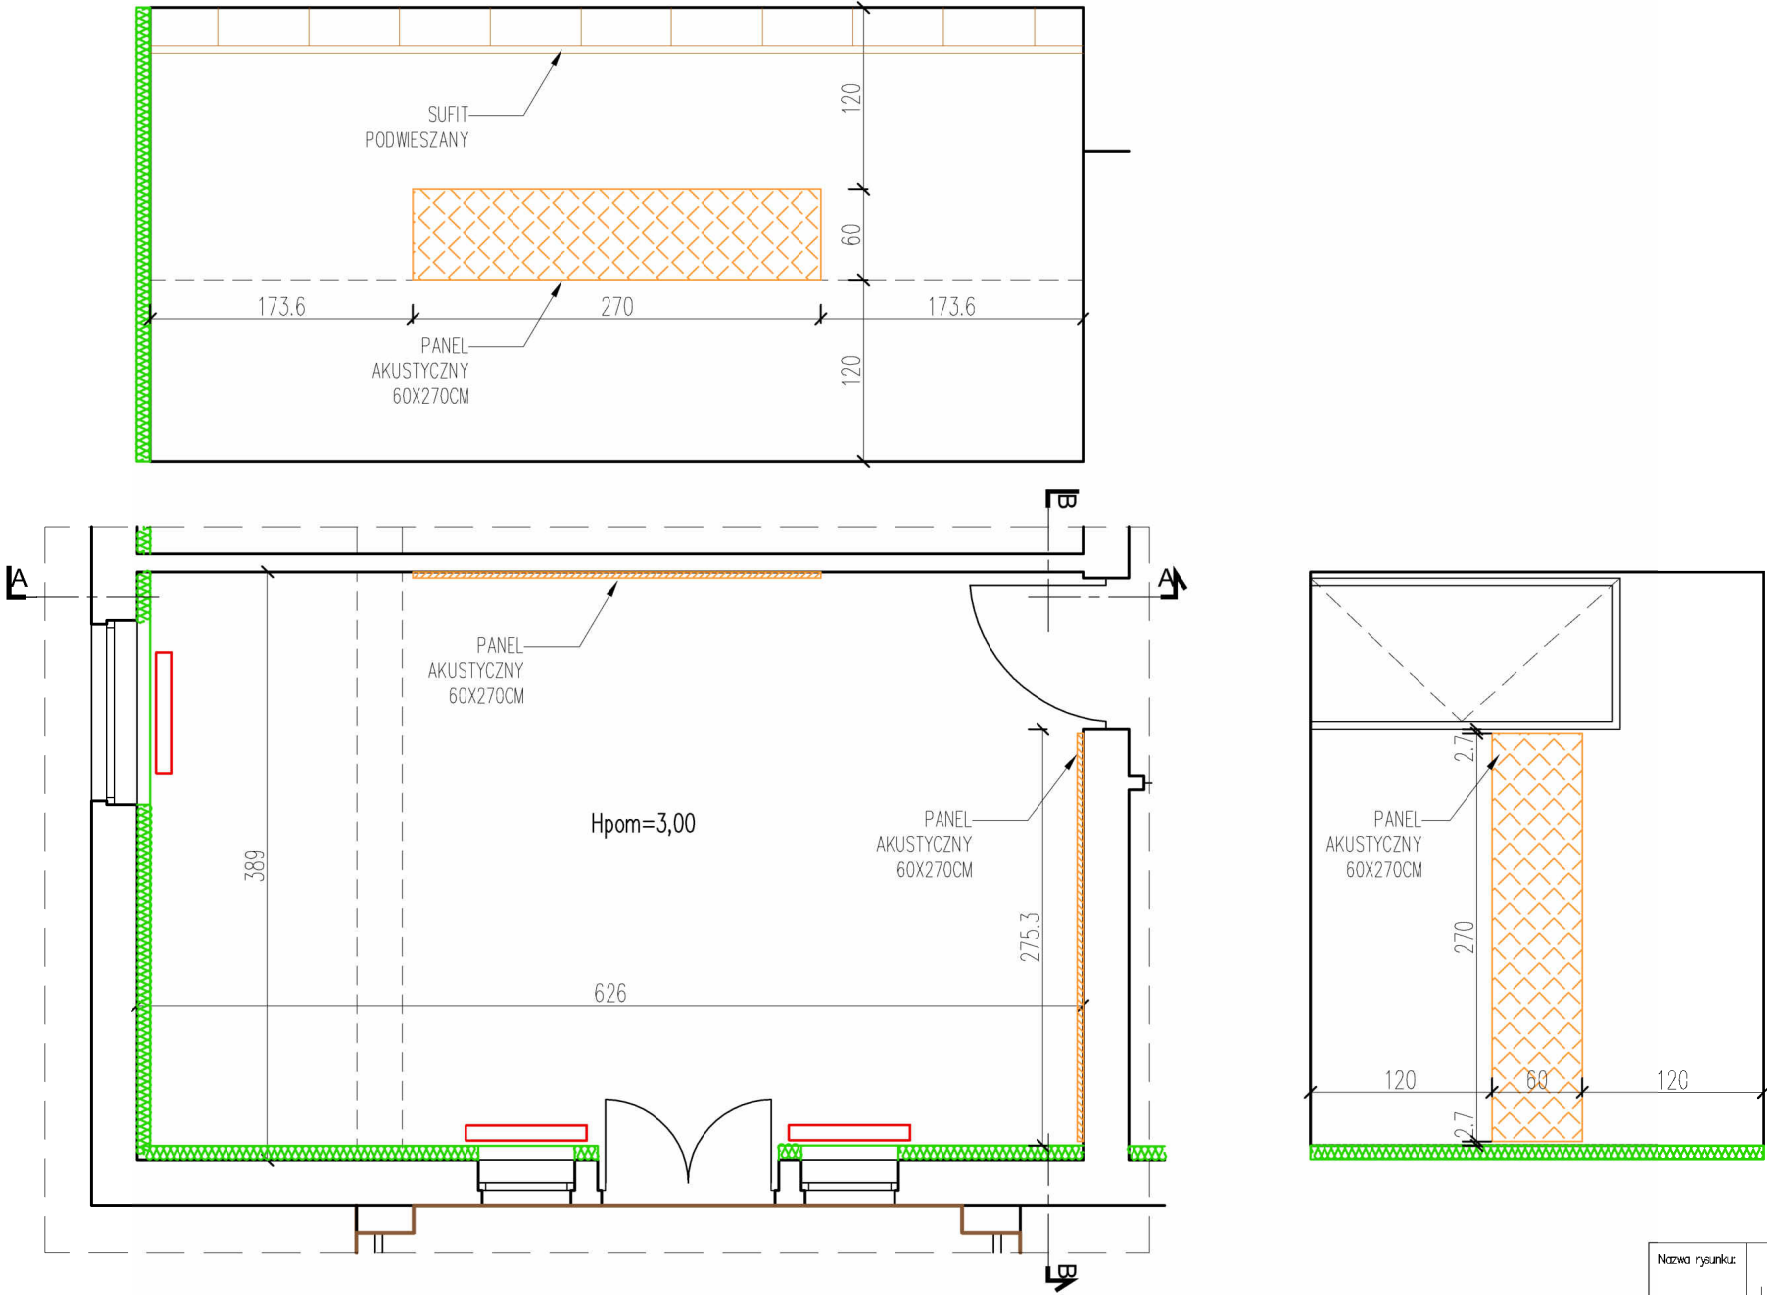 120
SUFIT
PODWIESZANY
60
173.6
270
173.6
PANEL
AKUSTYCZNY
60X270CM
120
B
A
A
PANEL
AKUSTYCZNY
60X270CM
Hpom=3,00
389
PANEL
AKUSTYCZNY
60X270CM
275.3
626
B
2.7
PANEL
AKUSTYCZNY
60X270CM
270
120
60
120
2.7
Nazwa rysunku: